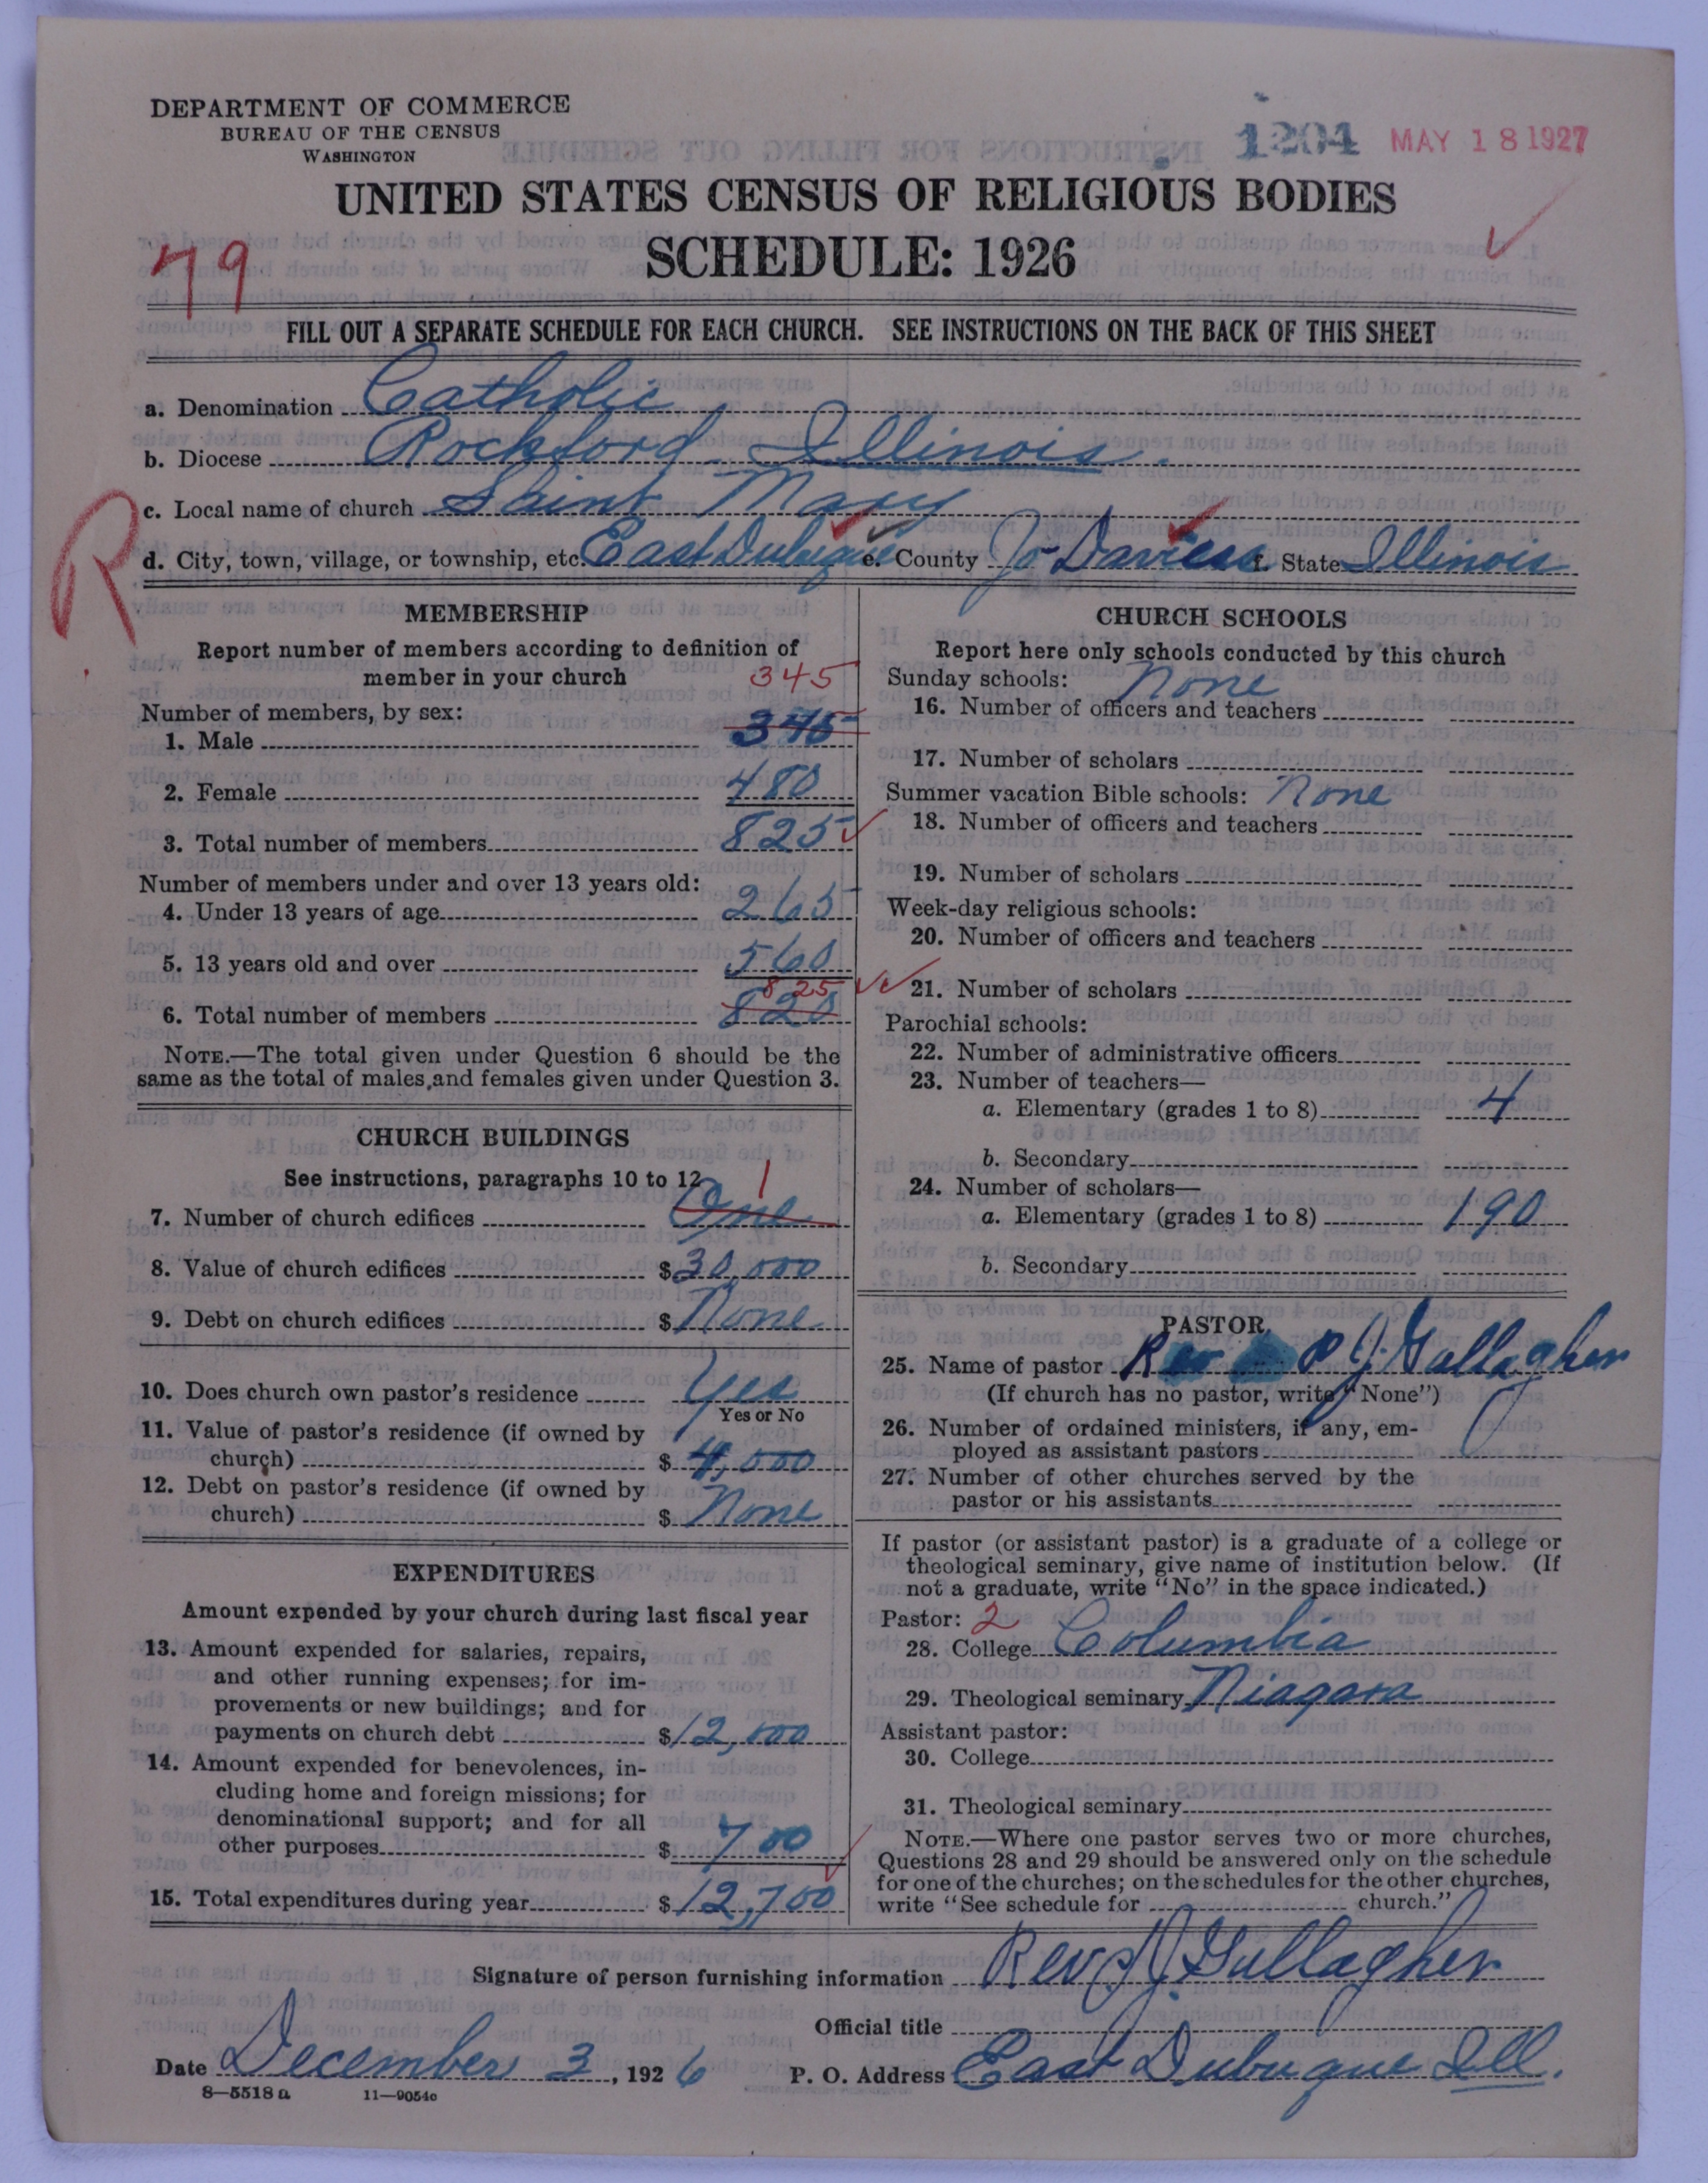 DEPARTMENT OF COMMERCE
BUREAU OF THE CENSUS
WASHINGTON
1204 MAY 18 1927
UNITED STATES CENSUS OF RELIGIOUS BODIES
79
SCHEDULE: 1926
FILL OUT A SEPARATE SCHEDULE FOR EACH CHURCH. SEE INSTRUCTIONS ON THE BACK OF THIS SHEET
a. Denomination Catholic
b. Diocese Rockford Illinois.
R
c. Local name of church Saint Mary
d. City, town, village, or township, etc. East Dubuque e. County Jo Daviess f. State Illinois
MEMBERSHIP
Report number of members according to definition of
member in your church
345
Number of members, by sex:
1. Male 345
2. Female 480
3. Total number of members 825
Number of members under and over 13 years old:
4. Under 13 years of age 265
5. 13 years old and over 560
825
6. Total number of members 820
NOTE.—The total given under Question 6 should be the
same as the total of males and females given under Question 3.
CHURCH BUILDINGS
See instructions, paragraphs 10 to 12
1
7. Number of church edifices One
8. Value of church edifices $ 30,000
9. Debt on church edifices $ None
10. Does church own pastor's residence Yes
Yes or No
11. Value of pastor's residence (if owned by
church) $ 4,000
12. Debt on pastor's residence (if owned by
church) $ None
EXPENDITURES
Amount expended by your church during last fiscal year
13. Amount expended for salaries, repairs,
and other running expenses; for im-
provements or new buildings; and for
payments on church debt $ 12,000
14. Amount expended for benevolences, in-
cluding home and foreign missions; for
denominational support; and for all
other purposes $ 700
15. Total expenditures during year $ 12,700
CHURCH SCHOOLS
Report here only schools conducted by this church
Sunday schools: None
16. Number of officers and teachers
17. Number of scholars
Summer vacation Bible schools: None
18. Number of officers and teachers
19. Number of scholars
Week-day religious schools:
20. Number of officers and teachers
21. Number of scholars
Parochial schools:
22. Number of administrative officers
23. Number of teachers—
a. Elementary (grades 1 to 8) 4
b. Secondary
24. Number of scholars—
a. Elementary (grades 1 to 8) 190
b. Secondary
PASTOR
25. Name of pastor Rev P J. Gallagher
(If church has no pastor, write "None")
26. Number of ordained ministers, if any, em-
ployed as assistant pastors
27. Number of other churches served by the
pastor or his assistants
If pastor (or assistant pastor) is a graduate of a college or
theological seminary, give name of institution below. (If
not a graduate, write "No" in the space indicated.)
Pastor: 2
28. College Columbia
29. Theological seminary Niagara
Assistant pastor:
30. College
31. Theological seminary
NOTE.—Where one pastor serves two or more churches,
Questions 28 and 29 should be answered only on the schedule
for one of the churches; on the schedules for the other churches,
write "See schedule for church."
Signature of person furnishing information Rev P J. Gallagher
Official title
Date December 3, 1926 P. O. Address East Dubuque Ill.
8—5518 a 11—9054c